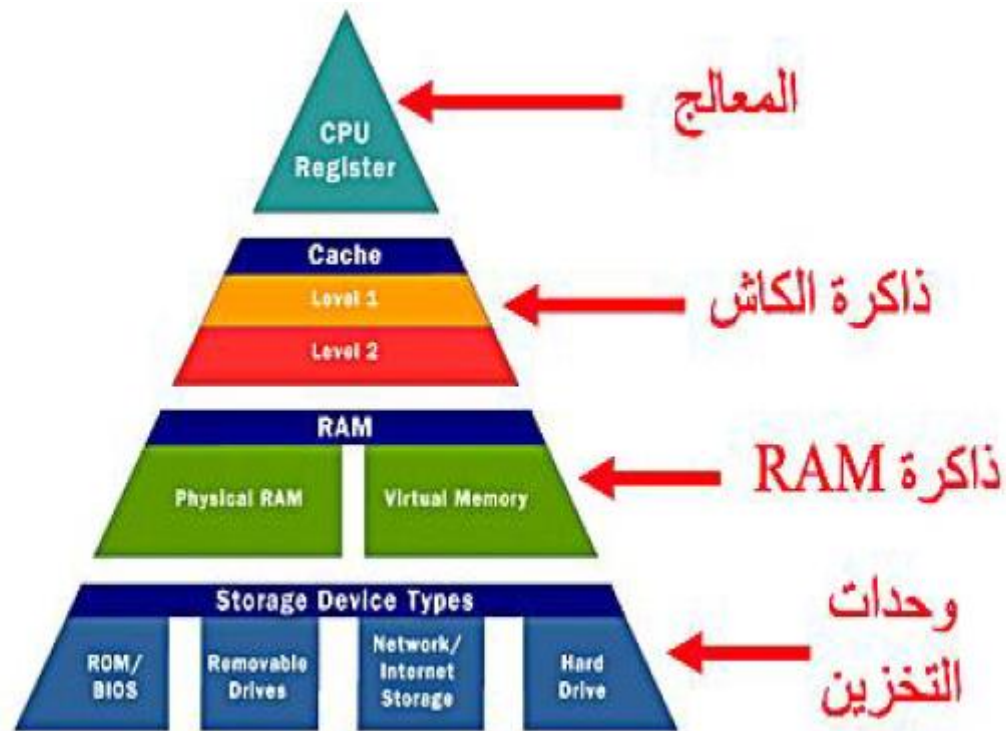 CPU
Register
المعالج
Cache
Level 1
Level 2
ذاكرة الكاش
RAM
Physical RAM
Virtual Memory
ذاكرة RAM
Storage Device Types
ROM/
BIOS
Removable
Drives
Network/
Internet
Storage
Hard
Drive
وحدات
التخزين